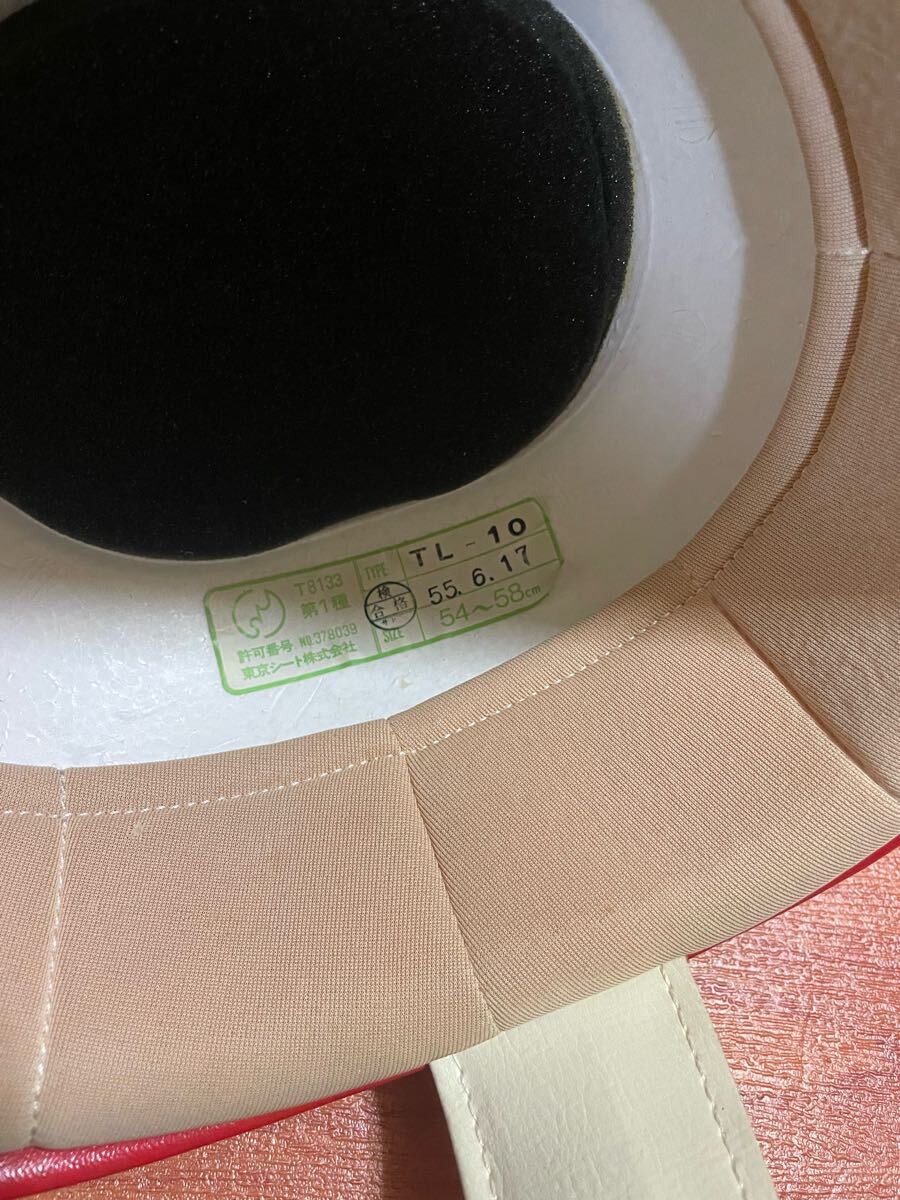 T8133
第1種
許可番号 NO.378039
東京シート株式会社
TYPE TL-10
検
合格
55.6.17
SIZE 54～58cm